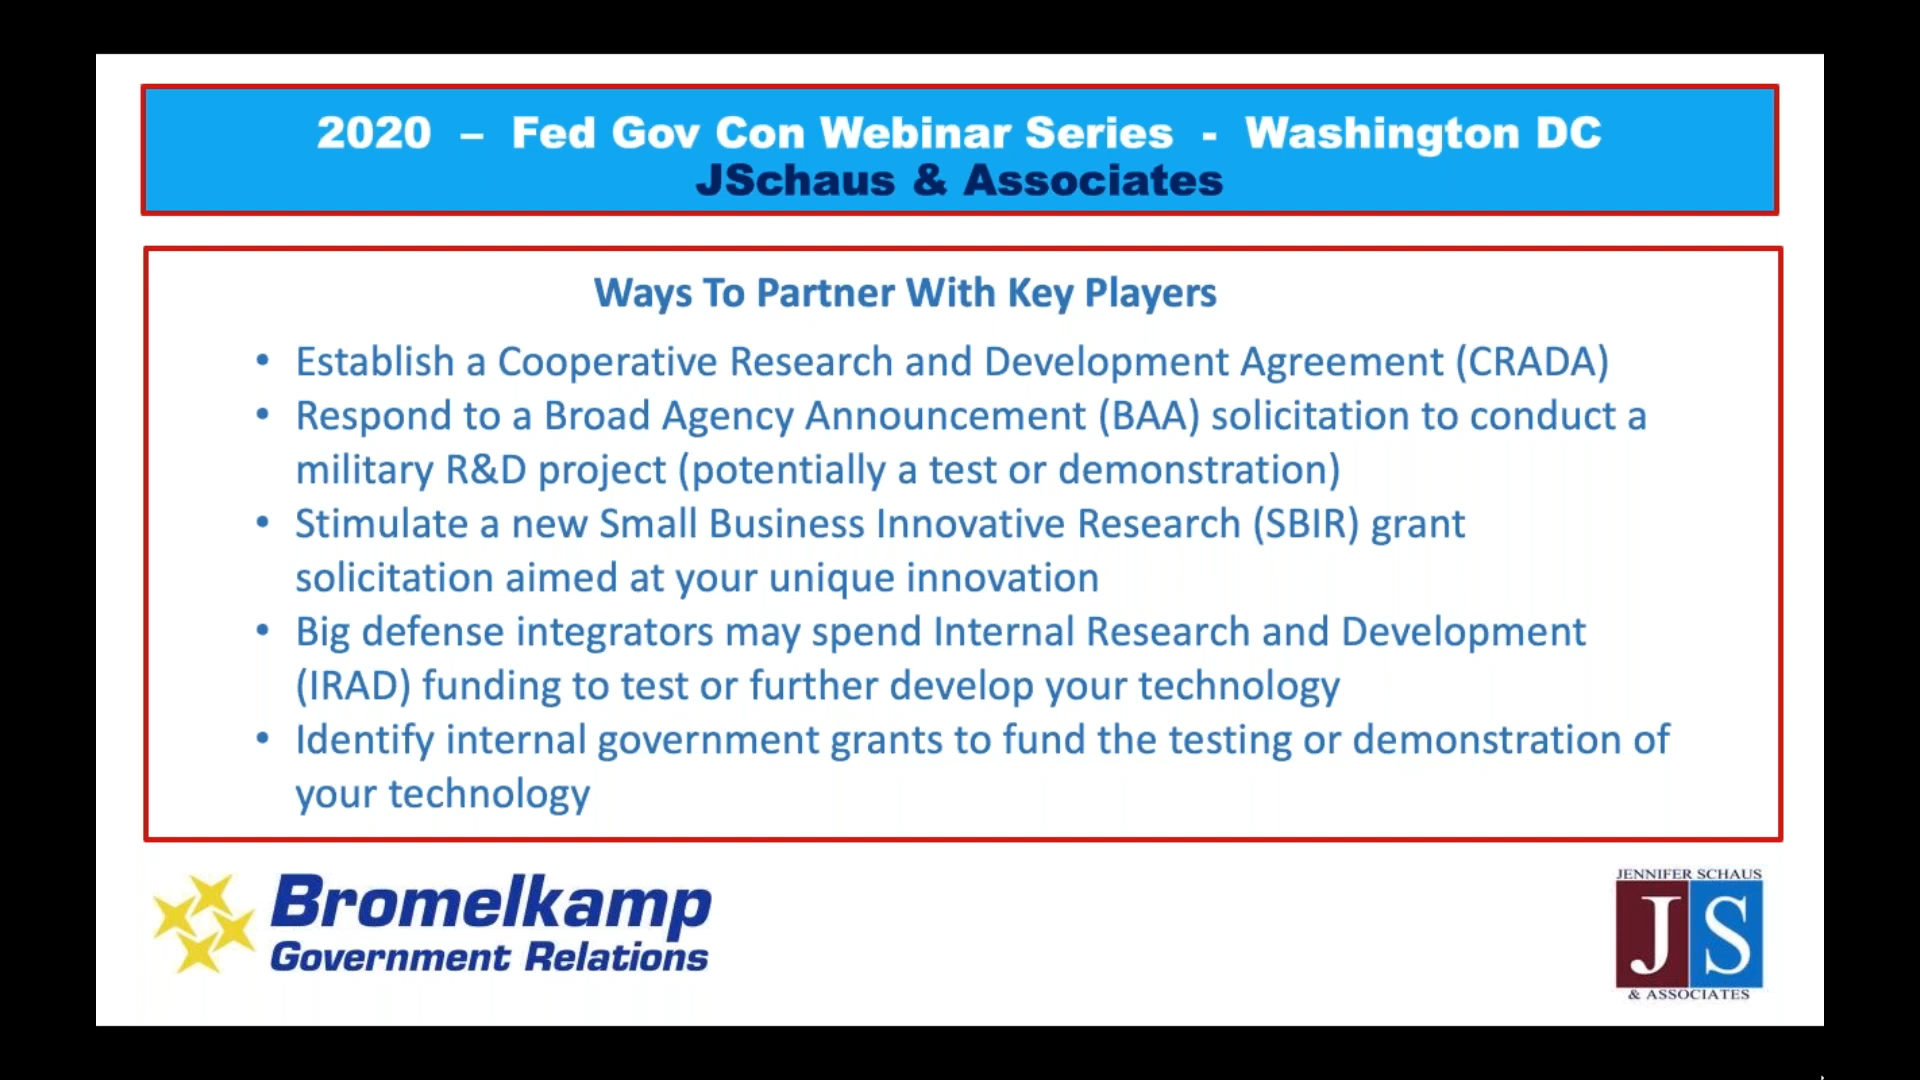 2020 – Fed Gov Con Webinar Series - Washington DC
JSchaus & Associates
Ways To Partner With Key Players
• Establish a Cooperative Research and Development Agreement (CRADA)
• Respond to a Broad Agency Announcement (BAA) solicitation to conduct a
military R&D project (potentially a test or demonstration)
• Stimulate a new Small Business Innovative Research (SBIR) grant
solicitation aimed at your unique innovation
• Big defense integrators may spend Internal Research and Development
(IRAD) funding to test or further develop your technology
• Identify internal government grants to fund the testing or demonstration of
your technology
Bromelkamp
Government Relations
JENNIFER SCHAUS
JS
& ASSOCIATES